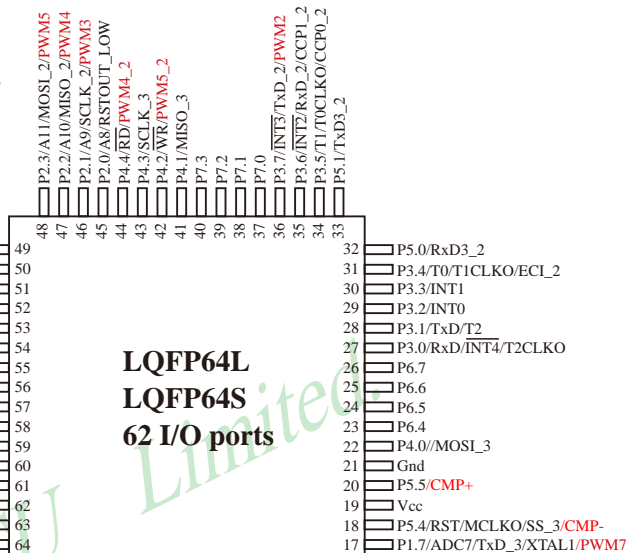 P2.3/A11/MOSI_2/PWM5
P2.2/A10/MISO_2/PWM4
P2.1/A9/SCLK_2/PWM3
P2.0/A8/RSTOUT_LOW
P4.4/RD/PWM4_2
P4.3/SCLK_3
P4.2/WR/PWM5_2
P4.1/MISO_3
P7.3
P7.2
P7.1
P7.0
P3.7/INT3/TxD_2/PWM2
P3.6/INT2/RxD_2/CCP1_2
P3.5/T1/T0CLKO/CCP0_2
P5.1/TxD3_2
48 47 46 45 44 43 42 41 40 39 38 37 36 35 34 33
49
50
51
52
53
54
55
56
57
58
59
60
61
62
63
64
LQFP64L
LQFP64S
62 I/O ports
U Limited.
32 P5.0/RxD3_2
31 P3.4/T0/T1CLKO/ECI_2
30 P3.3/INT1
29 P3.2/INT0
28 P3.1/TxD/T2
27 P3.0/RxD/INT4/T2CLKO
26 P6.7
25 P6.6
24 P6.5
23 P6.4
22 P4.0//MOSI_3
21 Gnd
20 P5.5/CMP+
19 Vcc
18 P5.4/RST/MCLKO/SS_3/CMP-
17 P1.7/ADC7/TxD_3/XTAL1/PWM7